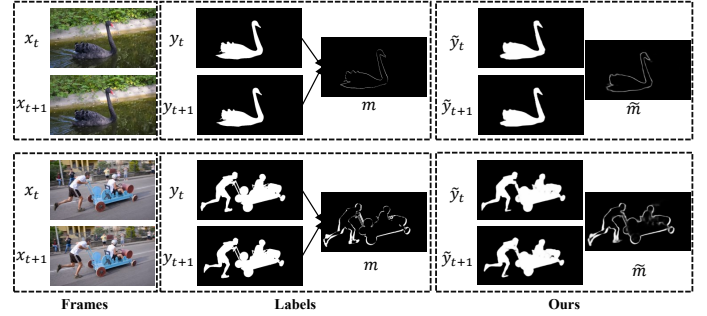 x_t y_t ỹ_t
x_{t+1} y_{t+1} m ỹ_{t+1} m̃
x_t y_t ỹ_t
x_{t+1} y_{t+1} m ỹ_{t+1} m̃
Frames Labels Ours